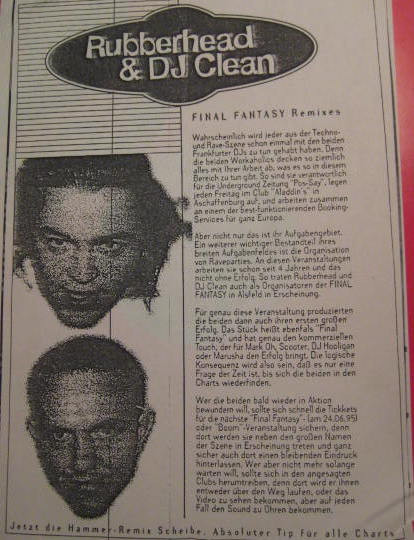 Rubberhead
& DJ Clean
FINAL FANTASY Remixes
Wahrscheinlich wird jeder aus der Techno-
und Rave-Szene schon einmal mit den beiden
Frankfurter DJs zu tun gehabt haben. Denn
die beiden Workaholics decken so ziemlich
alles mit ihrer Arbeit ab, was es so in diesem
Bereich zu tun gibt. So sind sie verantwortlich
für die Underground Zeitung "Pos-Say", legen
jeden Freitag im Club "Aladdin's" in
Aschaffenburg auf, und arbeiten zusammen
an einem der best-funktionierenden Booking-
Services für ganz Europa.
Aber nicht nur das ist ihr Aufgabengebiet.
Ein weiterer wichtiger Bestandteil ihres
breiten Aufgabenfeldes ist die Organisation
von Raveparties. An diesen Veranstaltungen
arbeiten sie schon seit 4 Jahren und das
nicht ohne Erfolg. So traten Rubberhead und
DJ Clean auch als Organisatoren der FINAL
FANTASY in Alsfeld in Erscheinung.
Für genau diese Veranstaltung produzierten
die beiden dann auch ihren ersten großen
Erfolg. Das Stück heißt ebenfalls "Final
Fantasy" und hat genau den kommerziellen
Touch, der für Mark Oh, Scooter, DJ Hooligan
oder Marusha den Erfolg bringt. Die logische
Konsequenz wird also sein, daß es nur eine
Frage der Zeit ist, bis sich die beiden in den
Charts wiederfinden.
Wer die beiden bald wieder in Aktion
bewundern will, sollte sich schnell die Tickkets
für die nächste "Final Fantasy"- (am 24.06.95)
oder "Boom"-Veranstaltung sichern, denn
dort werden sie neben den großen Namen
der Szene in Erscheinung treten und ganz
sicher auch dort einen bleibenden Eindruck
hinterlassen. Wer aber nicht mehr solange
warten will, sollte sich in den angesagten
Clubs herumtreiben, denn dort wird er ihnen
entweder über den Weg laufen, oder das
Video zu sehen bekommen, aber auf jeden
Fall den Sound zu Ohren bekommen.
Jetzt die Hammer-Remix Scheibe. Absoluter Tip für alle Charts